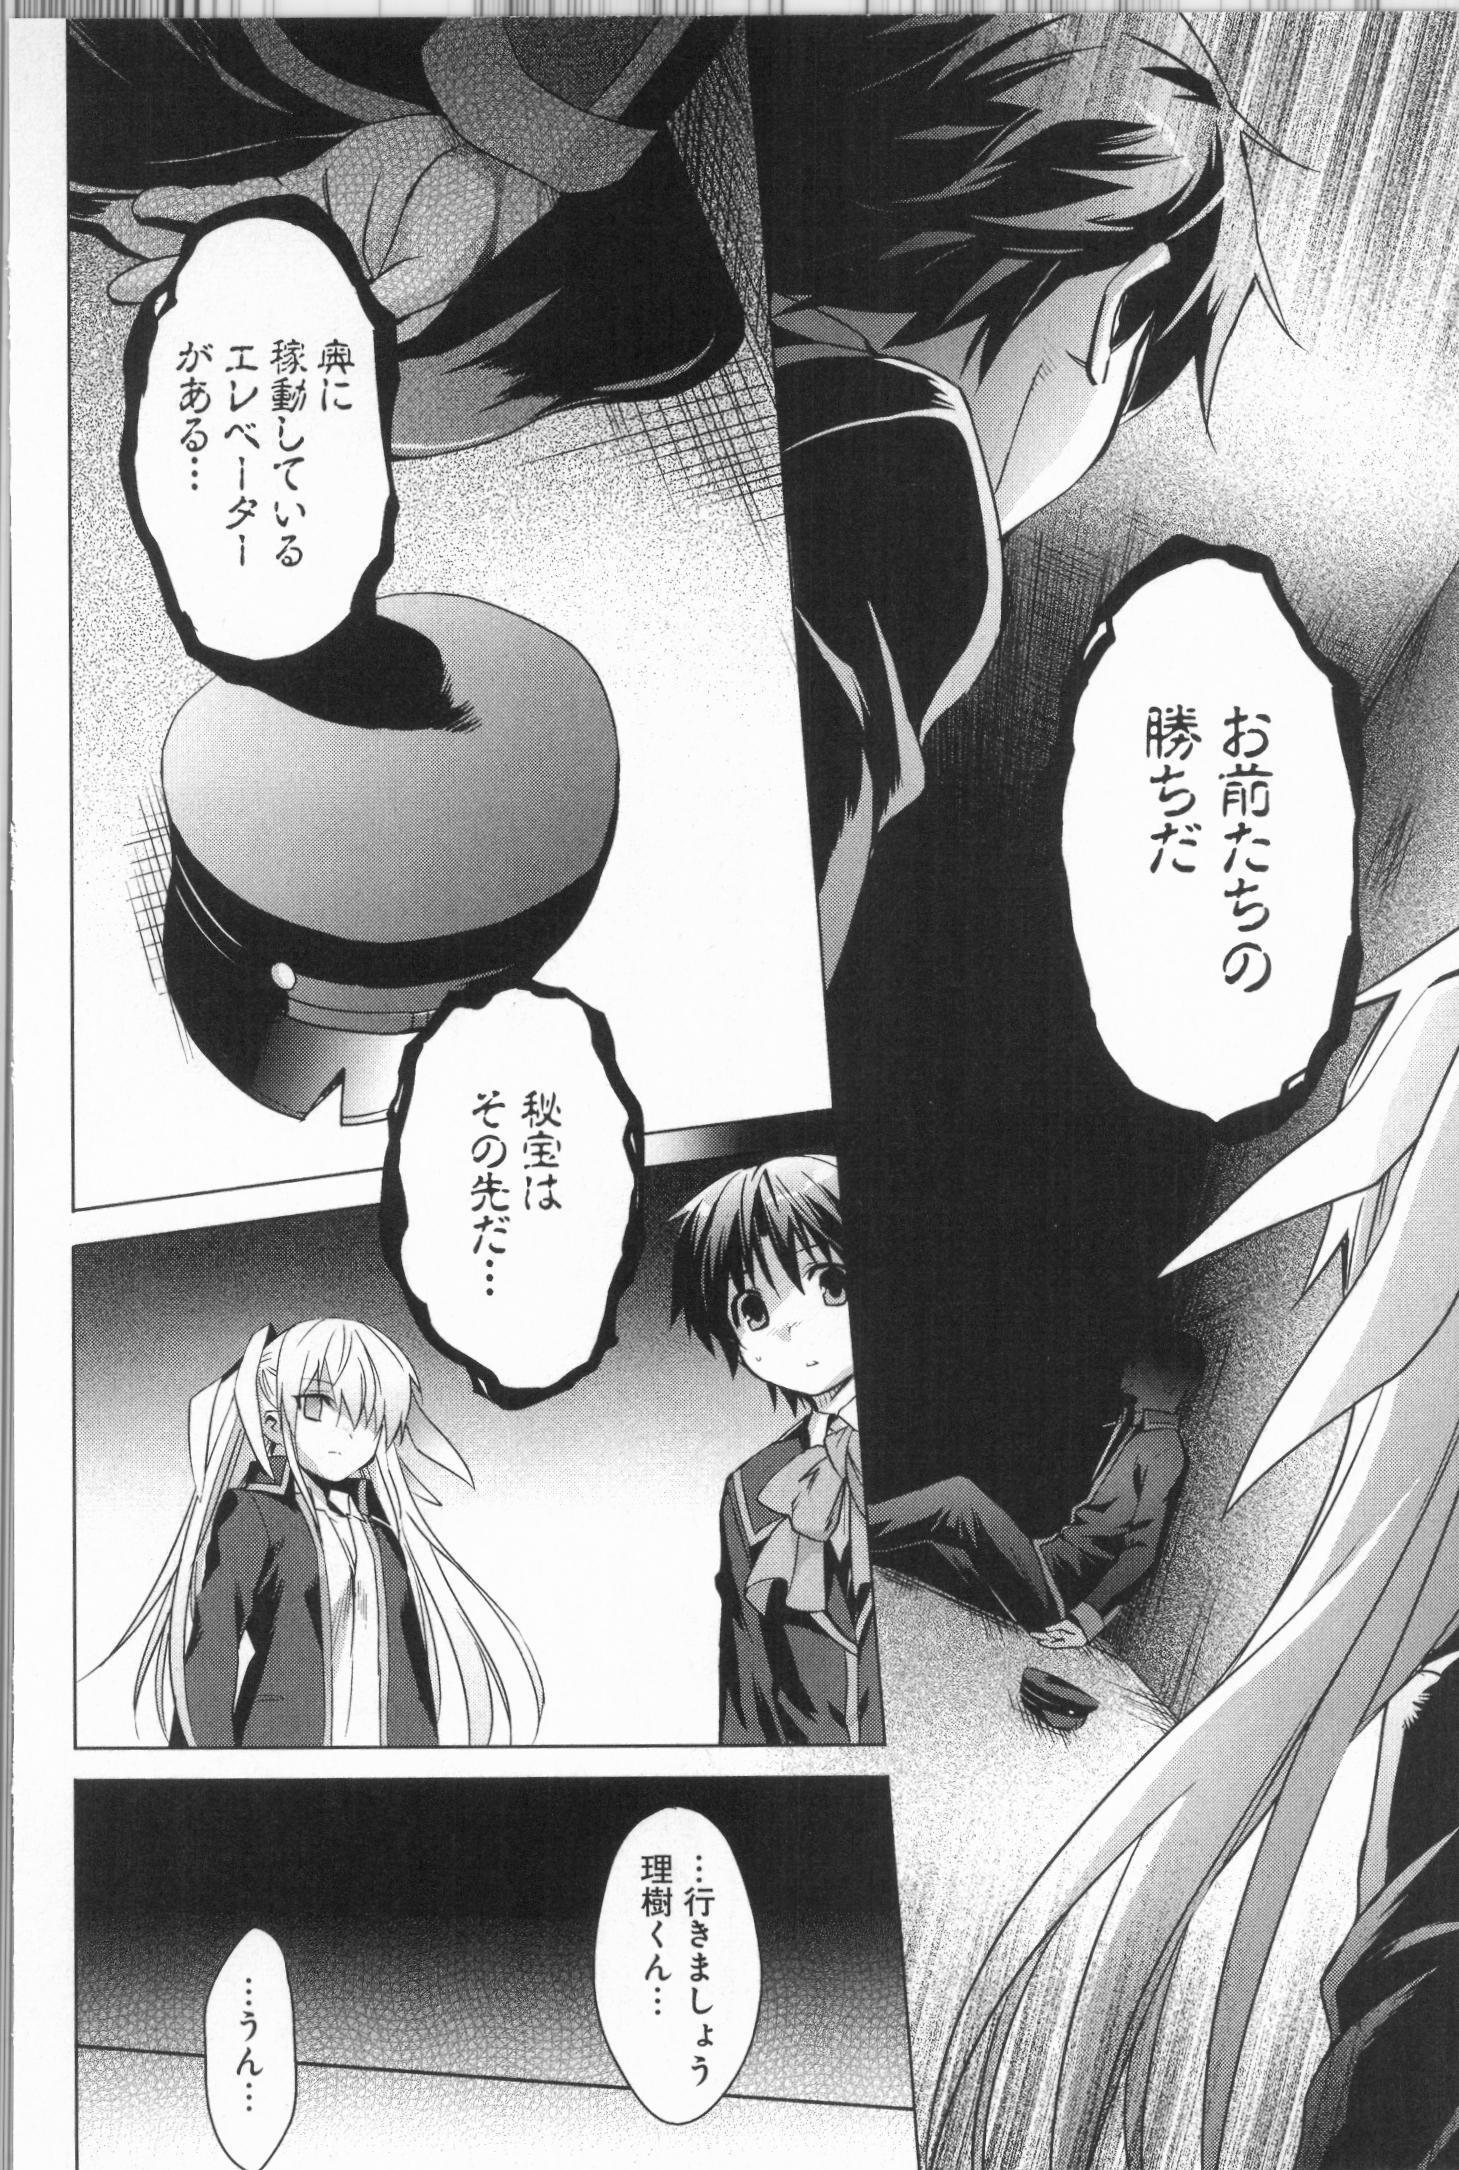 お前たちの
勝ちだ
奥に
稼動している
エレベーター
がある…
秘宝は
その先だ…
…行きましょう
理樹くん…
…うん…